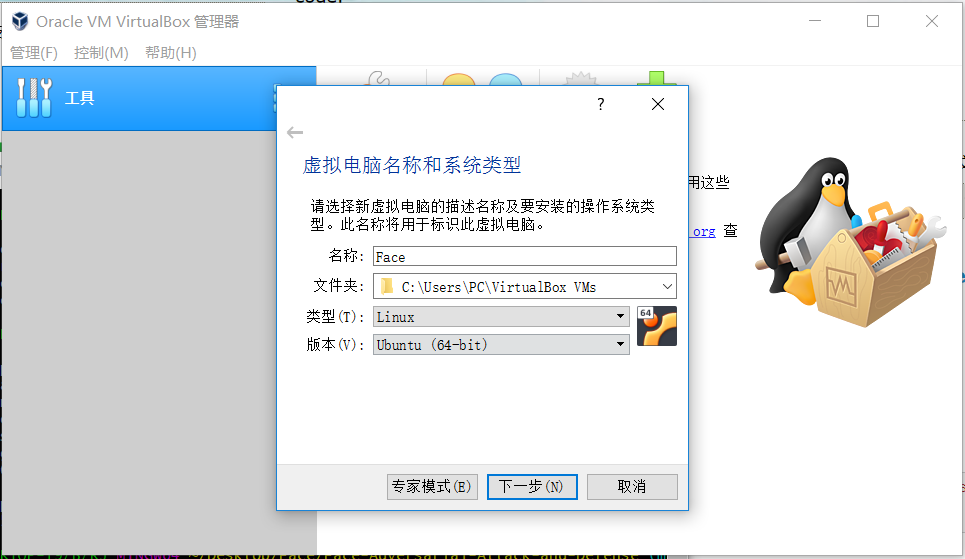 coder
Oracle VM VirtualBox 管理器
管理(F) 控制(M) 帮助(H)
工具
?
虚拟电脑名称和系统类型
请选择新虚拟电脑的描述名称及要安装的操作系统类
型。此名称将用于标识此虚拟电脑。
用这些
.org 查
名称: Face
文件夹: C:\Users\PC\VirtualBox VMs
类型(T): Linux
64
版本(V): Ubuntu (64-bit)
专家模式(E) 下一步(N) 取消